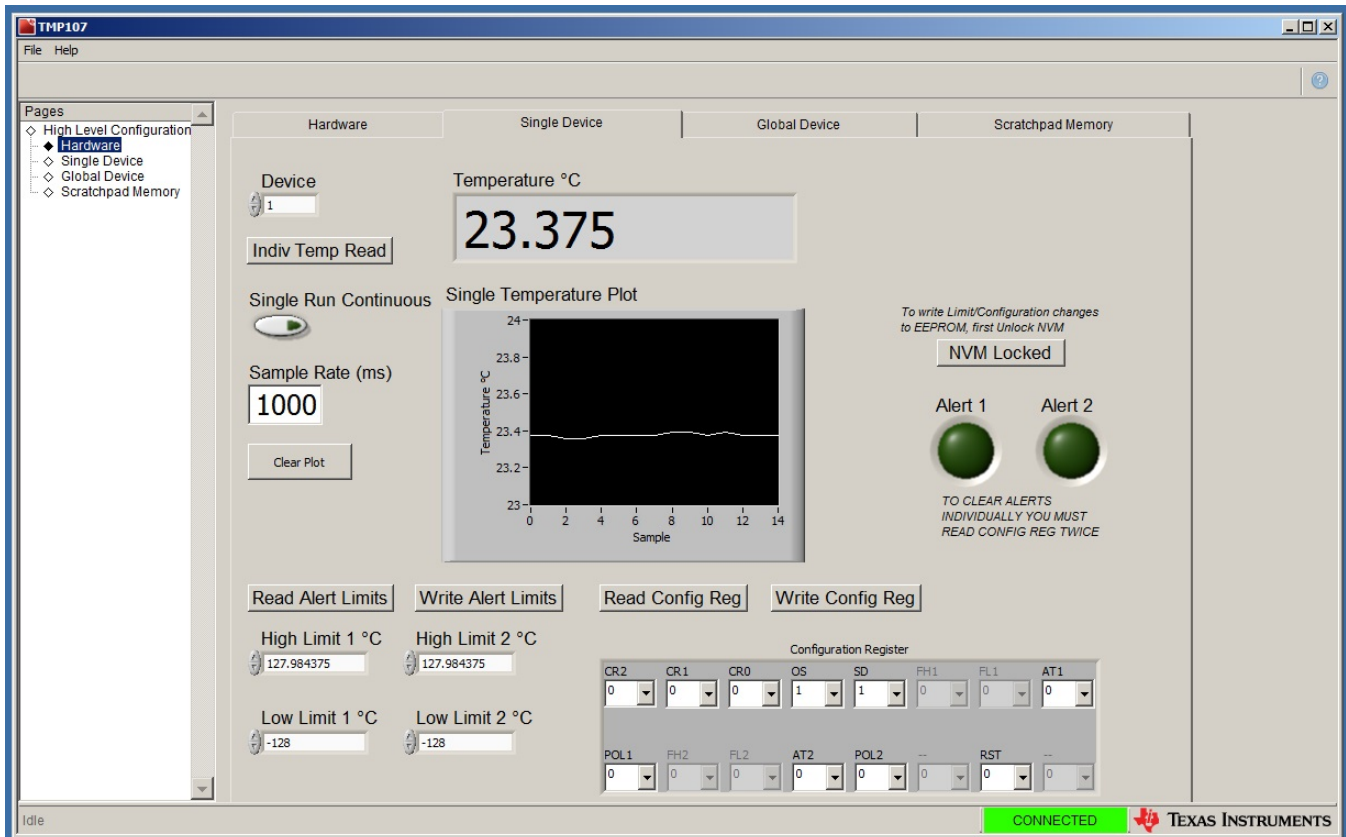 TMP107
File Help
Pages
High Level Configuration
Hardware
Single Device
Global Device
Scratchpad Memory
Hardware
Single Device
Global Device
Scratchpad Memory
Device
1
Indiv Temp Read
Temperature °C
23.375
Single Run Continuous
Sample Rate (ms)
1000
Clear Plot
Single Temperature Plot
24
23.8
23.6
23.4
23.2
23
Temperature °C
0 2 4 6 8 10 12 14
Sample
To write Limit/Configuration changes
to EEPROM, first Unlock NVM
NVM Locked
Alert 1 Alert 2
TO CLEAR ALERTS
INDIVIDUALLY YOU MUST
READ CONFIG REG TWICE
Read Alert Limits Write Alert Limits Read Config Reg Write Config Reg
High Limit 1 °C High Limit 2 °C
127.984375 127.984375
Low Limit 1 °C Low Limit 2 °C
-128 -128
Configuration Register
CR2 CR1 CR0 OS SD FH1 FL1 AT1
0 0 0 1 1 0 0 0
POL1 FH2 FL2 AT2 POL2 -- RST --
0 0 0 0 0 0 0 0
Idle
CONNECTED
TEXAS INSTRUMENTS